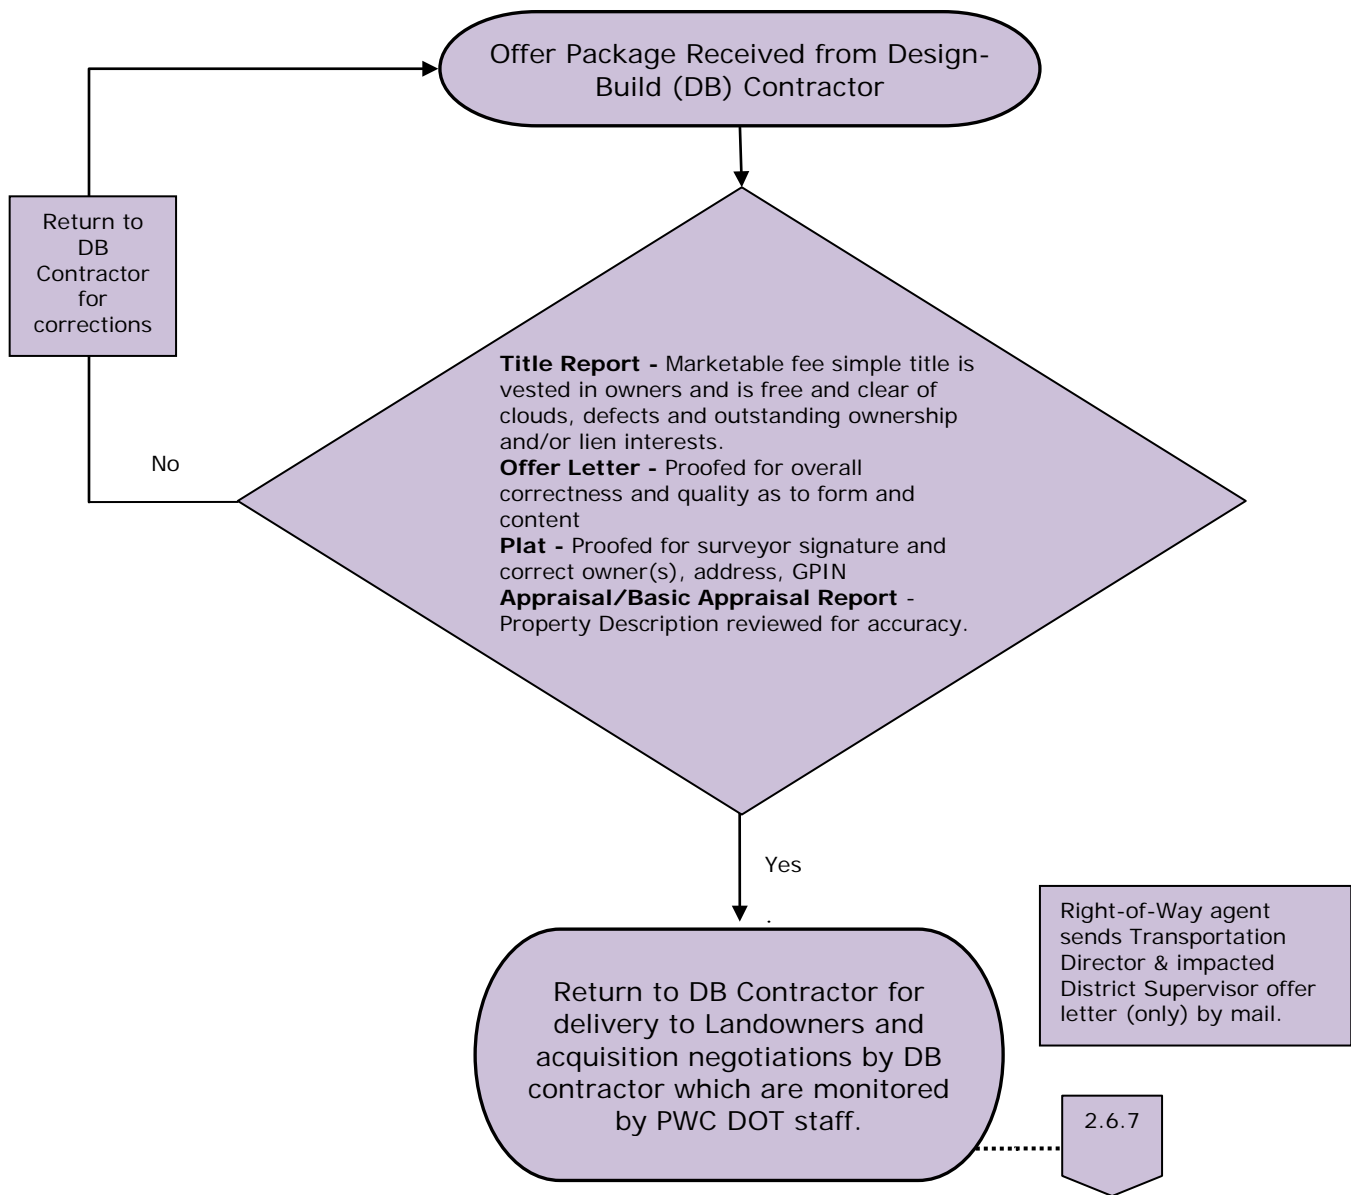 Offer Package Received from Design-
Build (DB) Contractor
Return to
DB
Contractor
for
corrections
Title Report - Marketable fee simple title is
vested in owners and is free and clear of
clouds, defects and outstanding ownership
and/or lien interests.
Offer Letter - Proofed for overall
correctness and quality as to form and
content
Plat - Proofed for surveyor signature and
correct owner(s), address, GPIN
Appraisal/Basic Appraisal Report -
Property Description reviewed for accuracy.
No
Yes
.
Right-of-Way agent
sends Transportation
Director & impacted
District Supervisor offer
letter (only) by mail.
Return to DB Contractor for
delivery to Landowners and
acquisition negotiations by DB
contractor which are monitored
by PWC DOT staff.
2.6.7